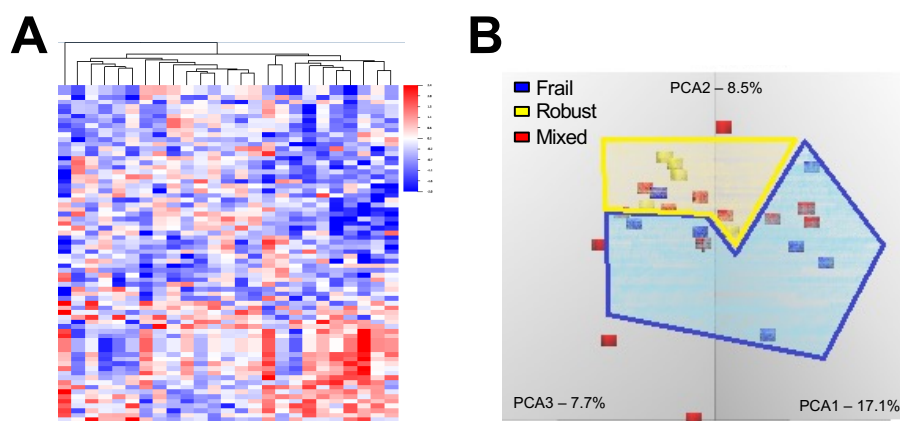 A
B
Frail
Robust
Mixed
PCA2 – 8.5%
PCA3 – 7.7%
PCA1 – 17.1%